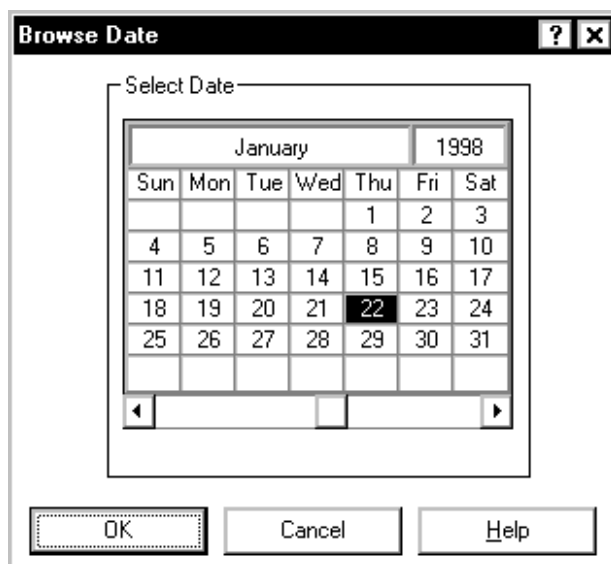 Browse Date ? X
Select Date
January 1998
Sun Mon Tue Wed Thu Fri Sat
1 2 3
4 5 6 7 8 9 10
11 12 13 14 15 16 17
18 19 20 21 22 23 24
25 26 27 28 29 30 31
OK Cancel Help